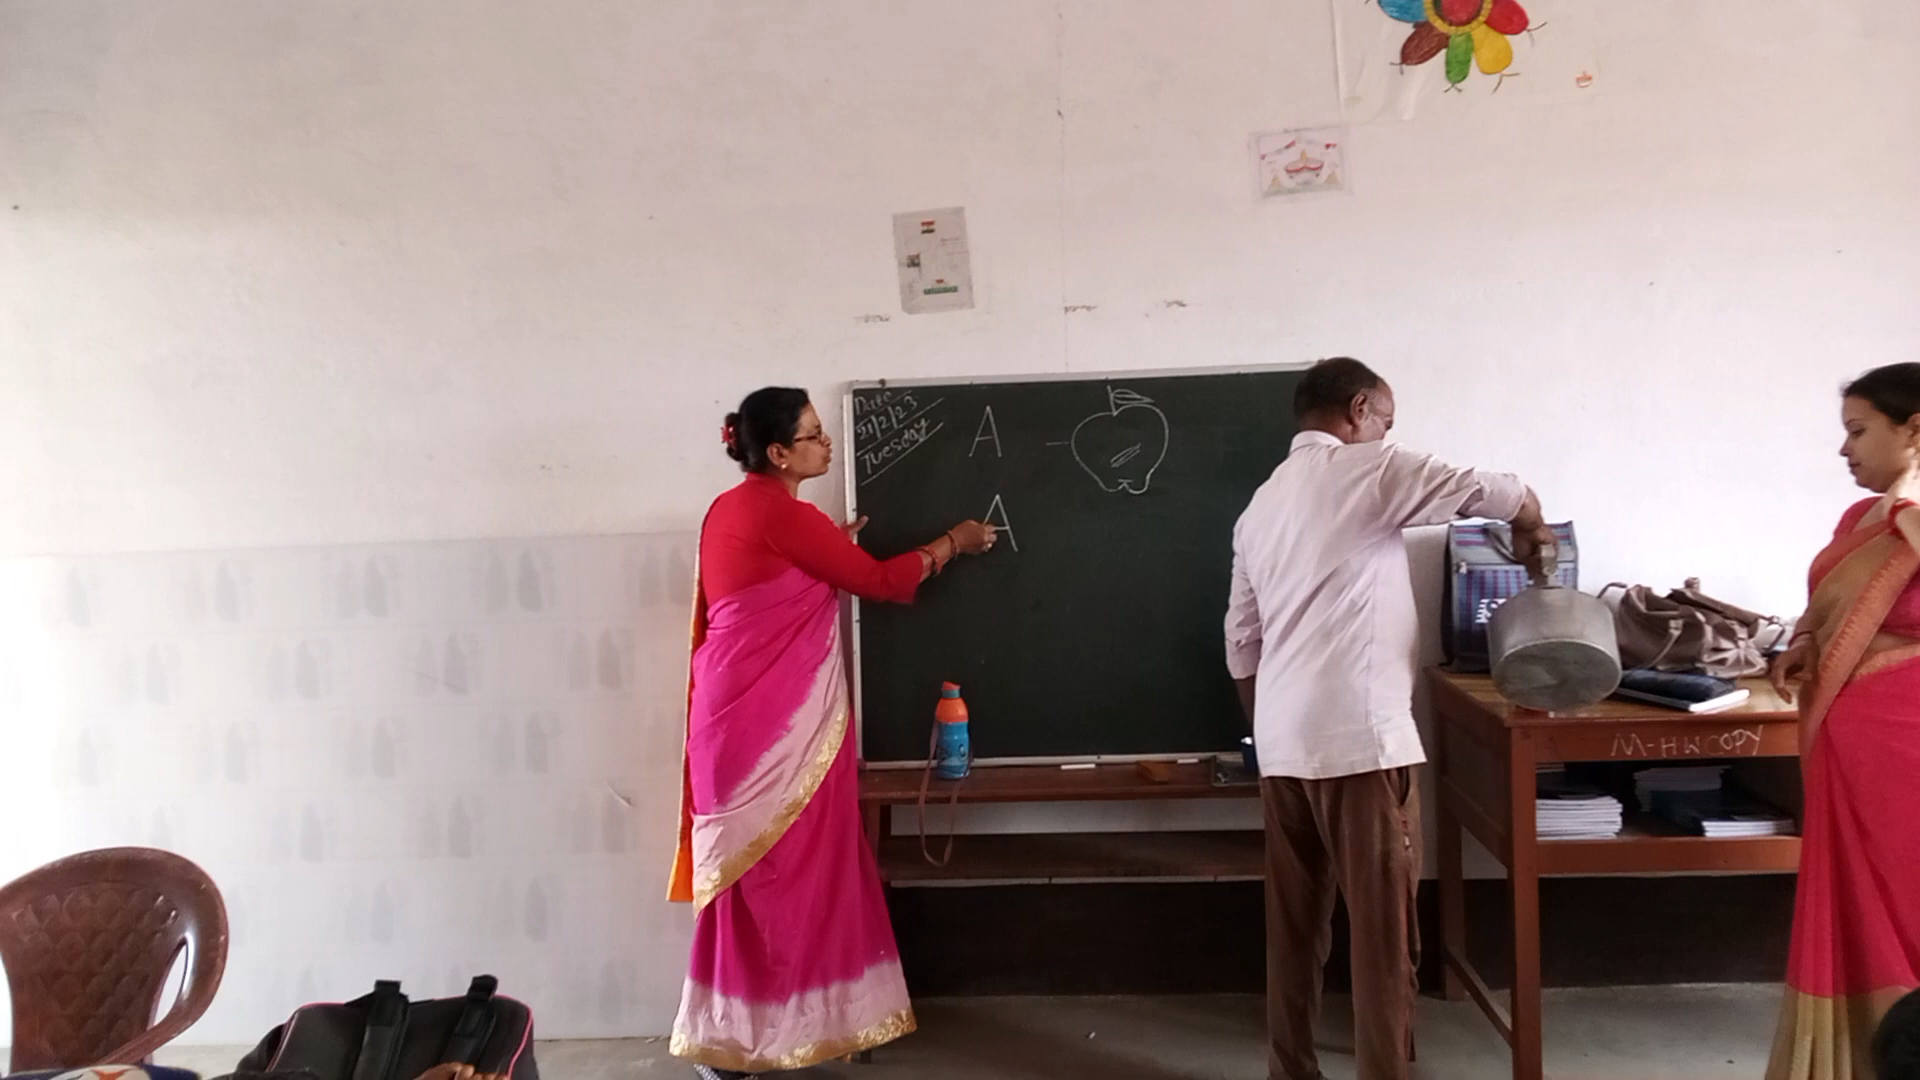 Date
21/2/23
Tuesday
A -
A
M-HW COPY